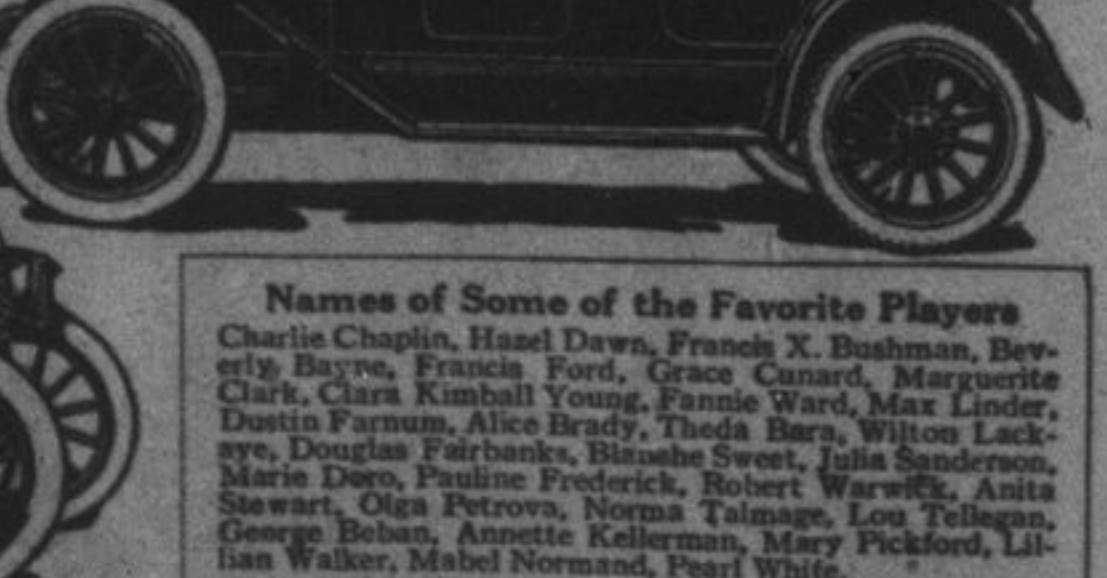 Names of Some of the Favorite Players
Charlie Chaplin, Hazel Dawn, Francis X. Bushman, Bev-
erly Bayne, Francis Ford, Grace Cunard, Marguerite
Clark, Clara Kimball Young, Fannie Ward, Max Linder,
Dustin Farnum, Alice Brady, Theda Bara, Wilton Lack-
aye, Douglas Fairbanks, Blanche Sweet, Julia Sanderson,
Marie Doro, Pauline Frederick, Robert Warwick, Anita
Stewart, Olga Petrova, Norma Talmage, Lou Tellegan,
George Beban, Annette Kellerman, Mary Pickford, Lil-
lian Walker, Mabel Normand, Pearl White.